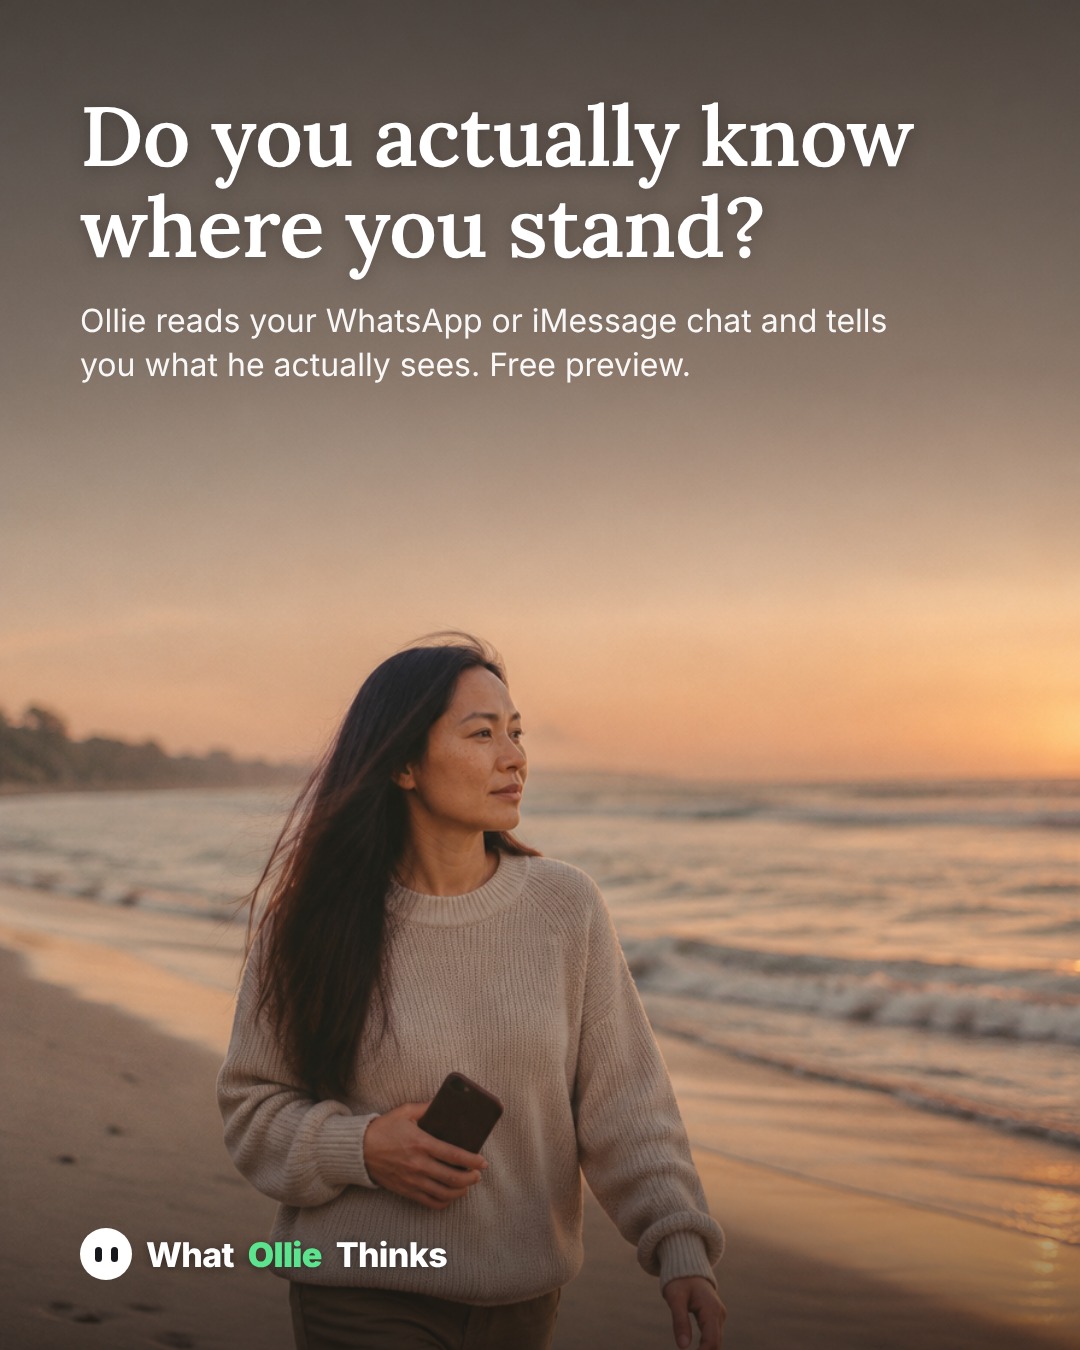 Do you actually know
where you stand?
Ollie reads your WhatsApp or iMessage chat and tells
you what he actually sees. Free preview.
What Ollie Thinks